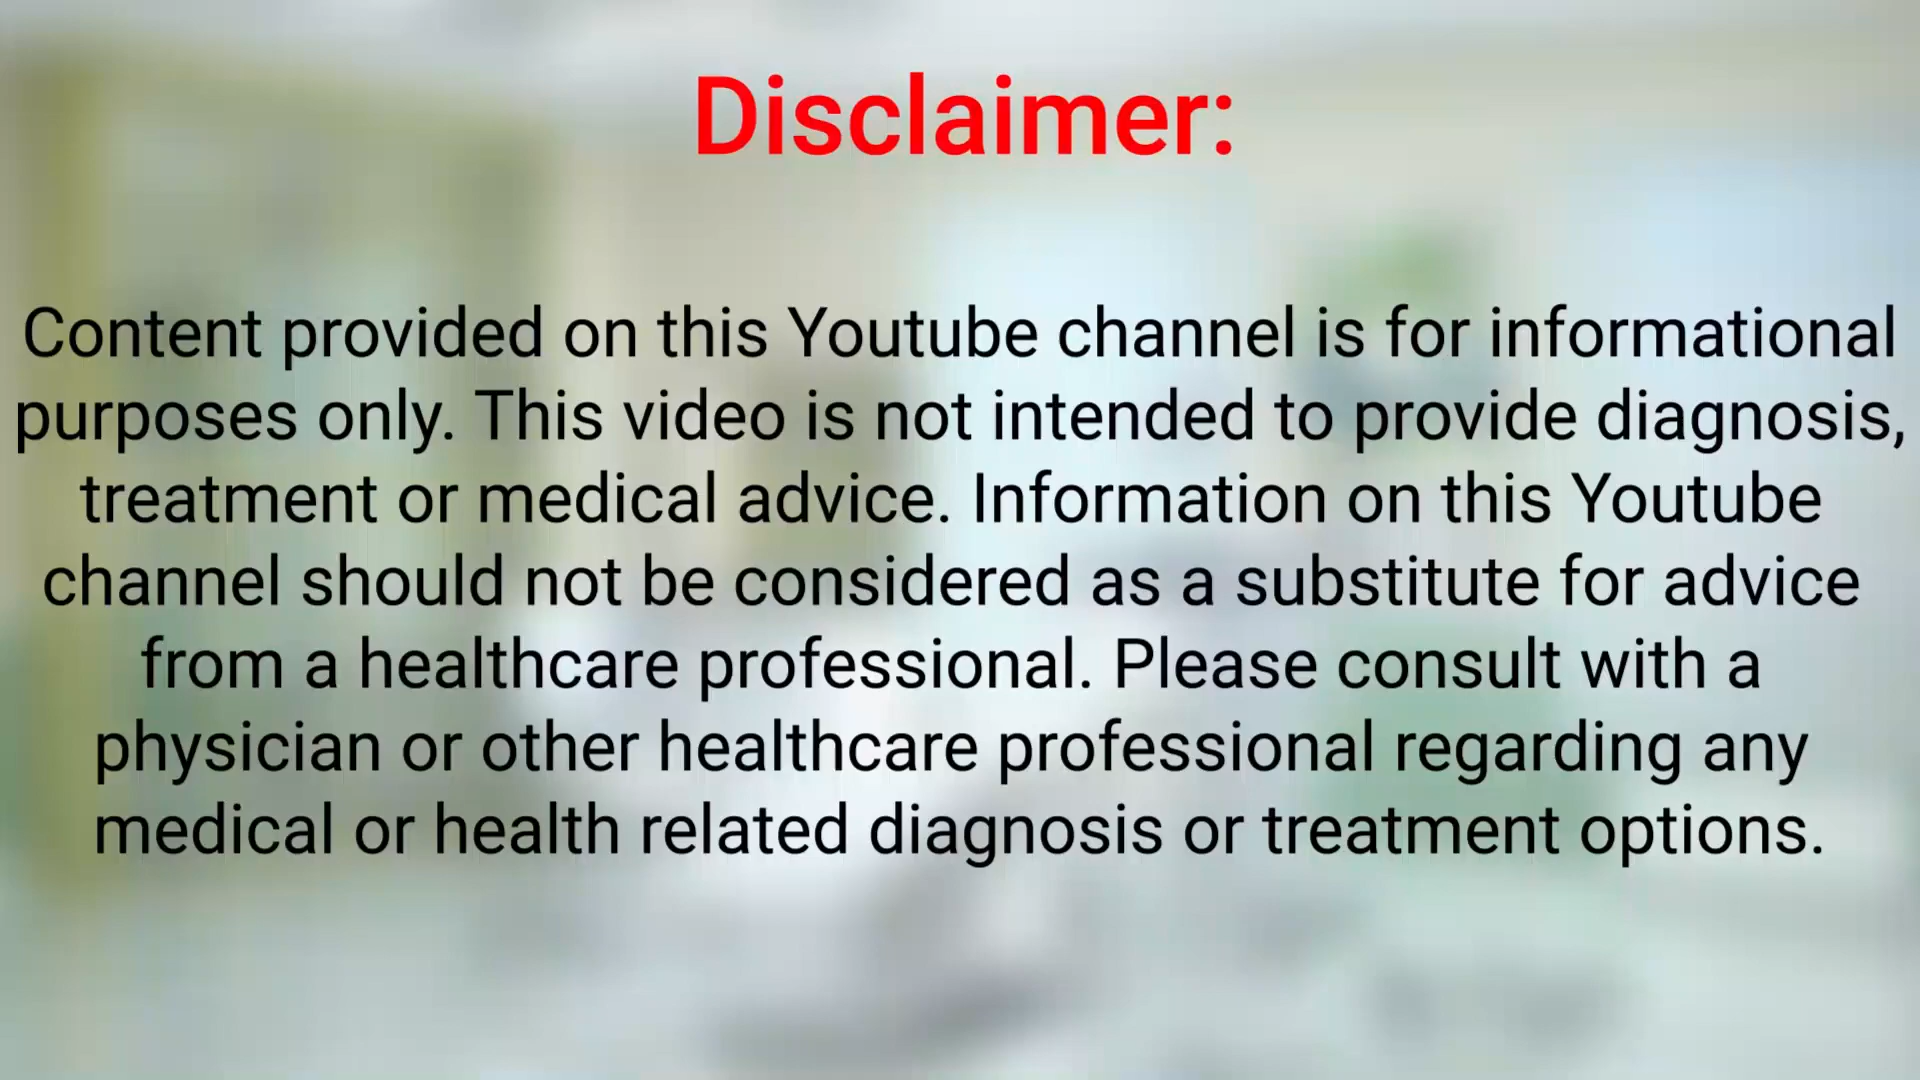 Disclaimer:
Content provided on this Youtube channel is for informational
purposes only. This video is not intended to provide diagnosis,
treatment or medical advice. Information on this Youtube
channel should not be considered as a substitute for advice
from a healthcare professional. Please consult with a
physician or other healthcare professional regarding any
medical or health related diagnosis or treatment options.